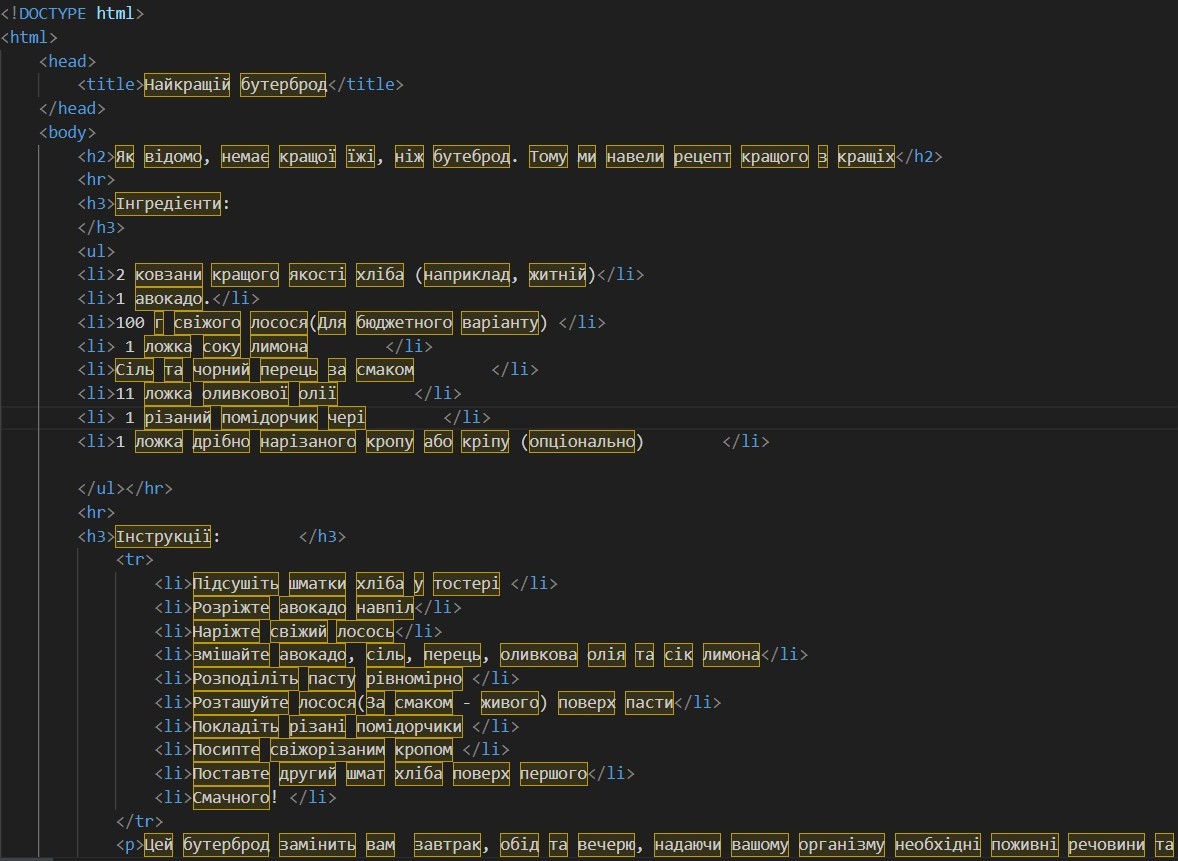 <!DOCTYPE html>
<html>
<head>
<title>Найкращій бутерброд</title>
</head>
<body>
<h2>Як відомо, немає кращої їжі, ніж бутеброд. Тому ми навели рецепт кращого з кращіх</h2>
<hr>
<h3>Інгредієнти:
</h3>
<ul>
<li>2 ковзани кращого якості хліба (наприклад, житній)</li>
<li>1 авокадо.</li>
<li>100 г свіжого лосося(Для бюджетного варіанту) </li>
<li> 1 ложка соку лимона </li>
<li>Сіль та чорний перець за смаком </li>
<li>11 ложка оливкової олії </li>
<li> 1 різаний помідорчик чері </li>
<li>1 ложка дрібно нарізаного кропу або кріпу (опціонально) </li>
</ul></hr>
<hr>
<h3>Інструкції: </h3>
<tr>
<li>Підсушіть шматки хліба у тостері </li>
<li>Розріжте авокадо навпіл</li>
<li>Наріжте свіжий лосось</li>
<li>змішайте авокадо, сіль, перець, оливкова олія та сік лимона</li>
<li>Розподіліть пасту рівномірно </li>
<li>Розташуйте лосося(За смаком - живого) поверх пасти</li>
<li>Покладіть різані помідорчики </li>
<li>Посипте свіжорізаним кропом </li>
<li>Поставте другий шмат хліба поверх першого</li>
<li>Смачного! </li>
</tr>
<p>Цей бутерброд замінить вам завтрак, обід та вечерю, надаючи вашому організму необхідні поживні речовини та